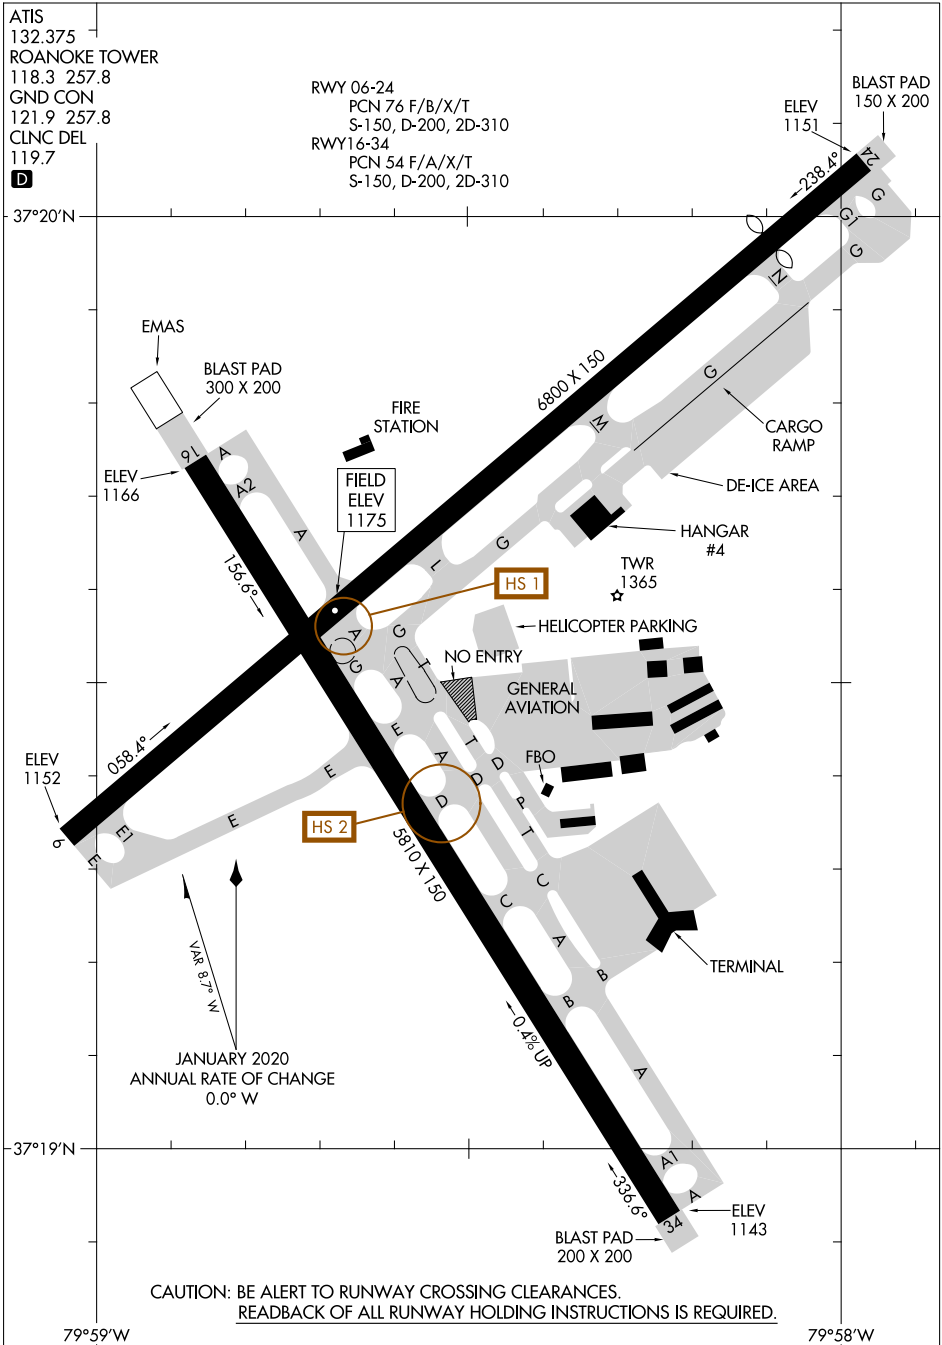 ATIS
132.375
ROANOKE TOWER
118.3 257.8
GND CON
121.9 257.8
CLNC DEL
119.7
D
RWY 06-24
PCN 76 F/B/X/T
S-150, D-200, 2D-310
RWY16-34
PCN 54 F/A/X/T
S-150, D-200, 2D-310
BLAST PAD
150 X 200
ELEV
1151
24
238.4°
G
G1
G
37°20'N
N
EMAS
BLAST PAD
300 X 200
6800 X 150
G
FIRE
STATION
M
CARGO
RAMP
16
A
ELEV
1166
A2
FIELD
ELEV
1175
DE-ICE AREA
A
G
HANGAR
#4
156.6°
L
TWR
1365
HS 1
HELICOPTER PARKING
A
G
G
T
NO ENTRY
A
GENERAL
AVIATION
058.4°
E
T
A
D
FBO
ELEV
1152
E
D
D
P
HS 2
E
E1
T
9
E
5810 X 150
C
C
A
VAR 8.7° W
TERMINAL
B
B
0.4% UP
JANUARY 2020
ANNUAL RATE OF CHANGE
0.0° W
A
37°19'N
A1
336.6°
A
34
ELEV
1143
BLAST PAD
200 X 200
CAUTION: BE ALERT TO RUNWAY CROSSING CLEARANCES.
READBACK OF ALL RUNWAY HOLDING INSTRUCTIONS IS REQUIRED.
79°59'W
79°58'W